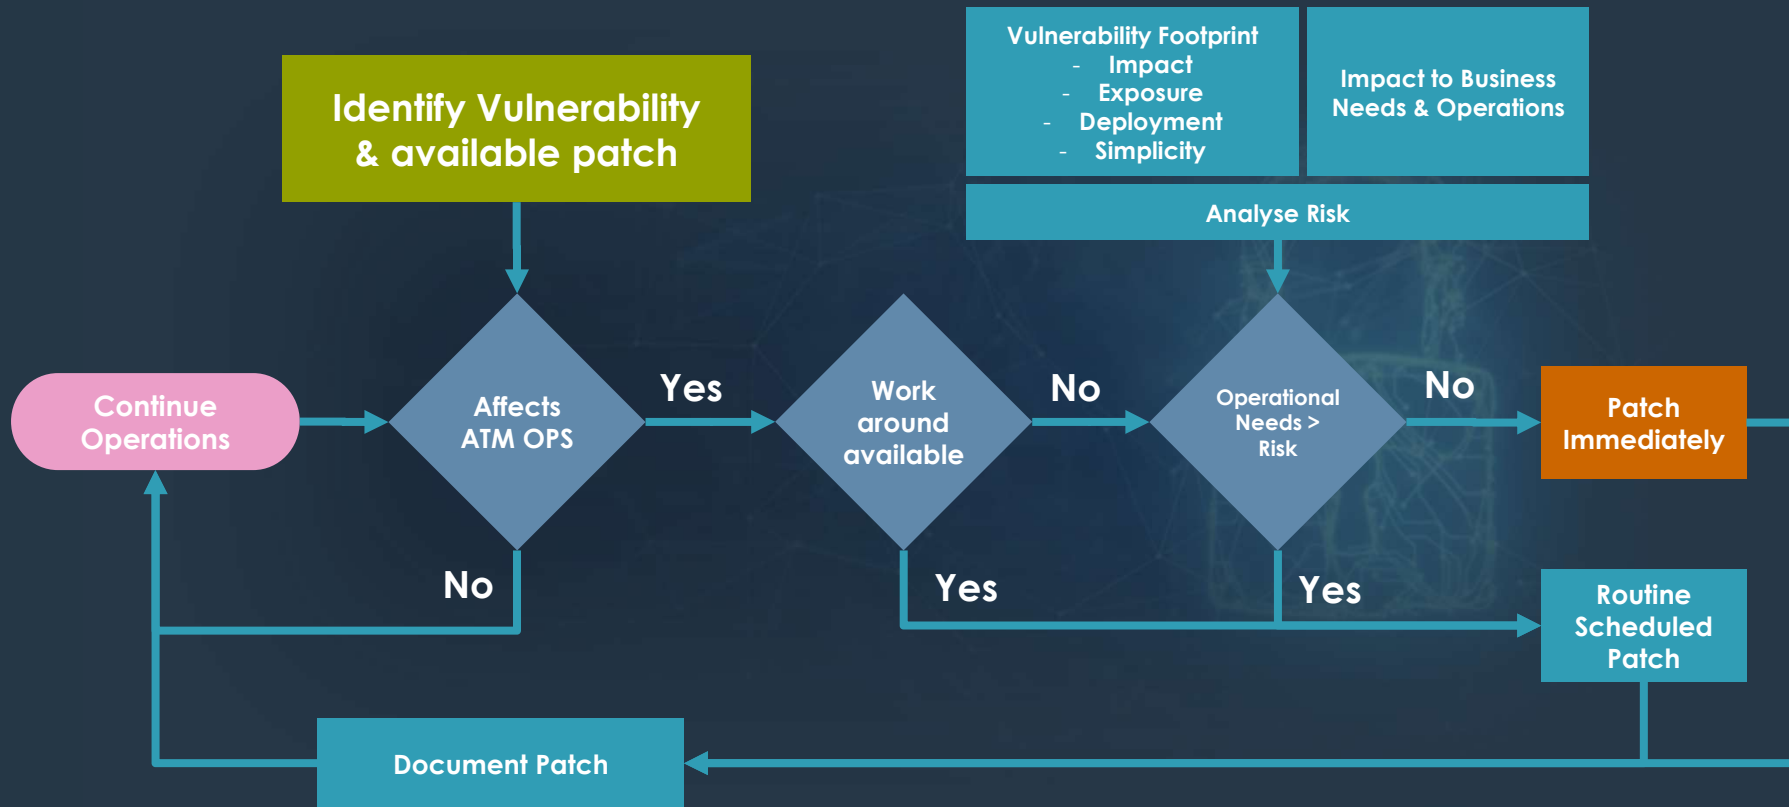 Identify Vulnerability
& available patch
Vulnerability Footprint
- Impact
- Exposure
- Deployment
- Simplicity
Impact to Business
Needs & Operations
Analyse Risk
Continue
Operations
Affects
ATM OPS
Yes
No
Work
around
available
No
Yes
Operational
Needs >
Risk
No
Yes
Patch
Immediately
Routine
Scheduled
Patch
Document Patch